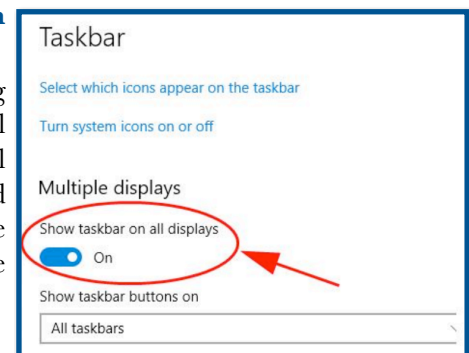 Taskbar
Select which icons appear on the taskbar
Turn system icons on or off
Multiple displays
Show taskbar on all displays
On
Show taskbar buttons on
All taskbars